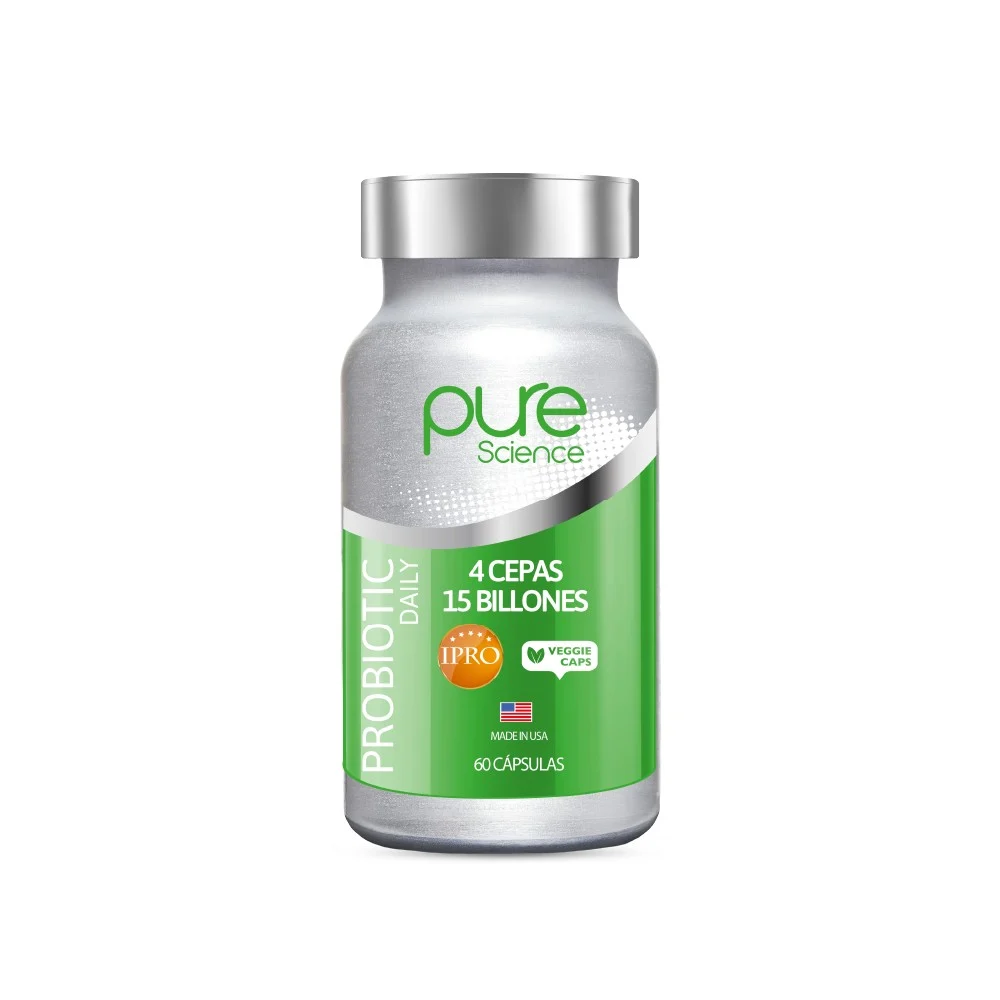 pure
Science
PROBIOTIC
DAILY
4 CEPAS
15 BILLONES
IPRO
VEGGIE
CAPS
MADE IN USA
60 CÁPSULAS